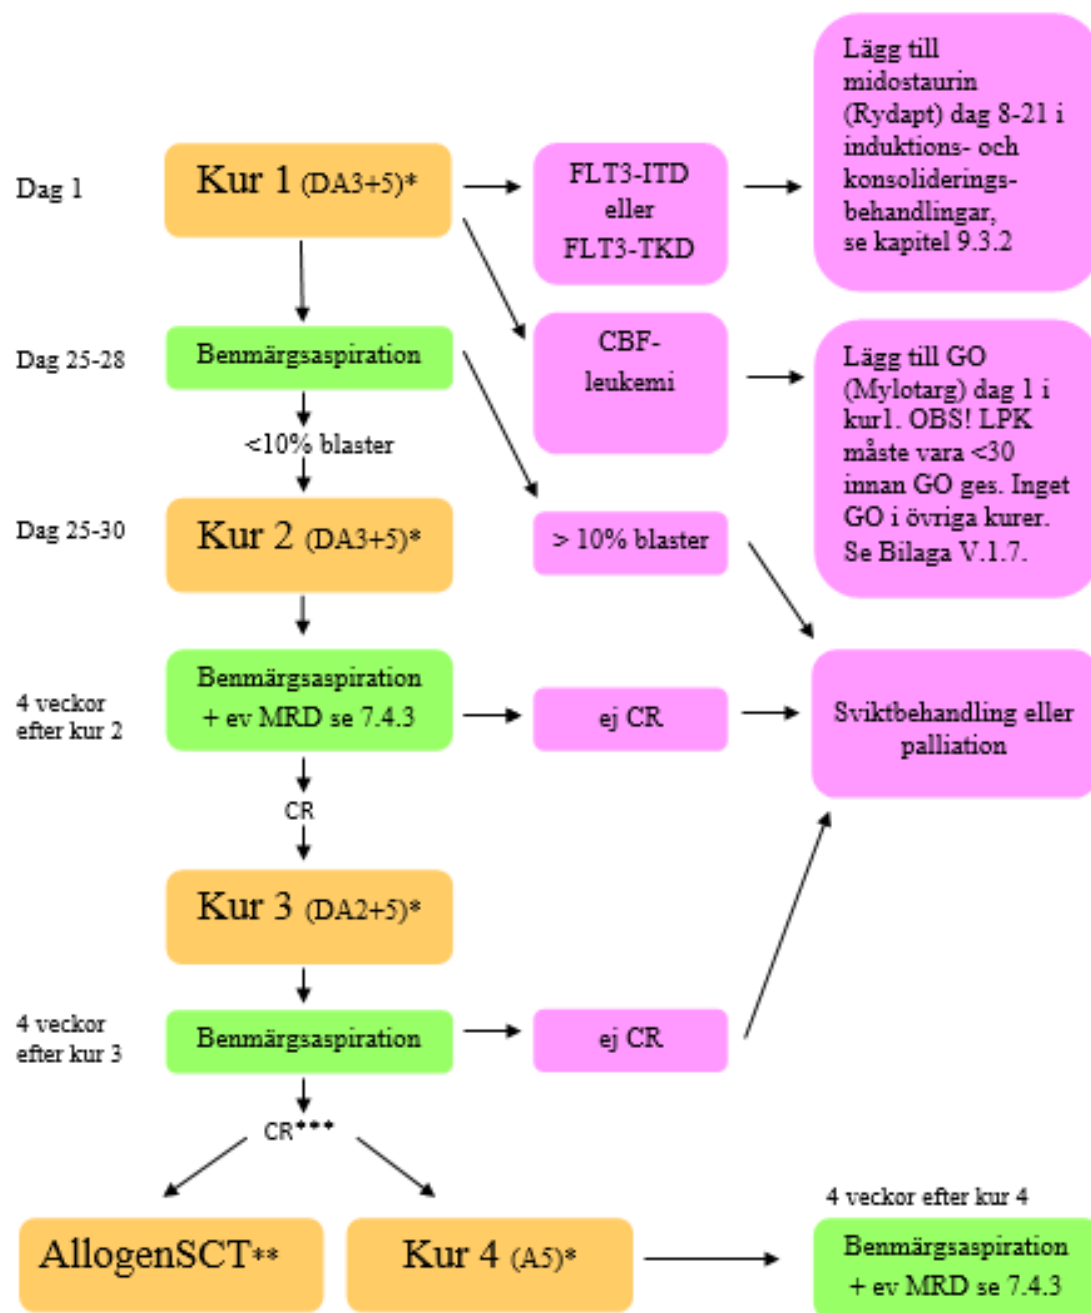 Dag 1
Kur 1 (DA3+5)*
FLT3-ITD
eller
FLT3-TKD
Lägg till
midostaurin
(Rydapt) dag 8-21 i
induktions- och
konsoliderings-
behandlingar,
se kapitel 9.3.2
Dag 25-28
Benmärgsaspiration
CBF-
leukemi
Lägg till GO
(Mylotarg) dag 1 i
kur1. OBS! LPK
måste vara <30
innan GO ges. Inget
GO i övriga kurer.
Se Bilaga V.1.7.
<10% blaster
Dag 25-30
Kur 2 (DA3+5)*
> 10% blaster
4 veckor
efter kur 2
Benmärgsaspiration
+ ev MRD se 7.4.3
ej CR
Sviktbehandling eller
palliation
CR
Kur 3 (DA2+5)*
4 veckor
efter kur 3
Benmärgsaspiration
ej CR
CR***
AllogenSCT**
Kur 4 (A5)*
4 veckor efter kur 4
Benmärgsaspiration
+ ev MRD se 7.4.3